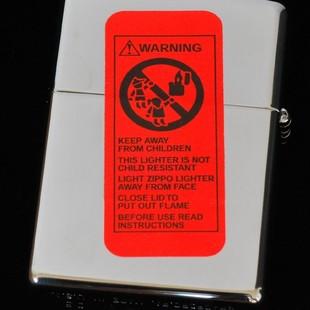 WARNING
KEEP AWAY
FROM CHILDREN
THIS LIGHTER IS NOT
CHILD RESISTANT
LIGHT ZIPPO LIGHTER
AWAY FROM FACE
CLOSE LID TO
PUT OUT FLAME
BEFORE USE READ
INSTRUCTIONS